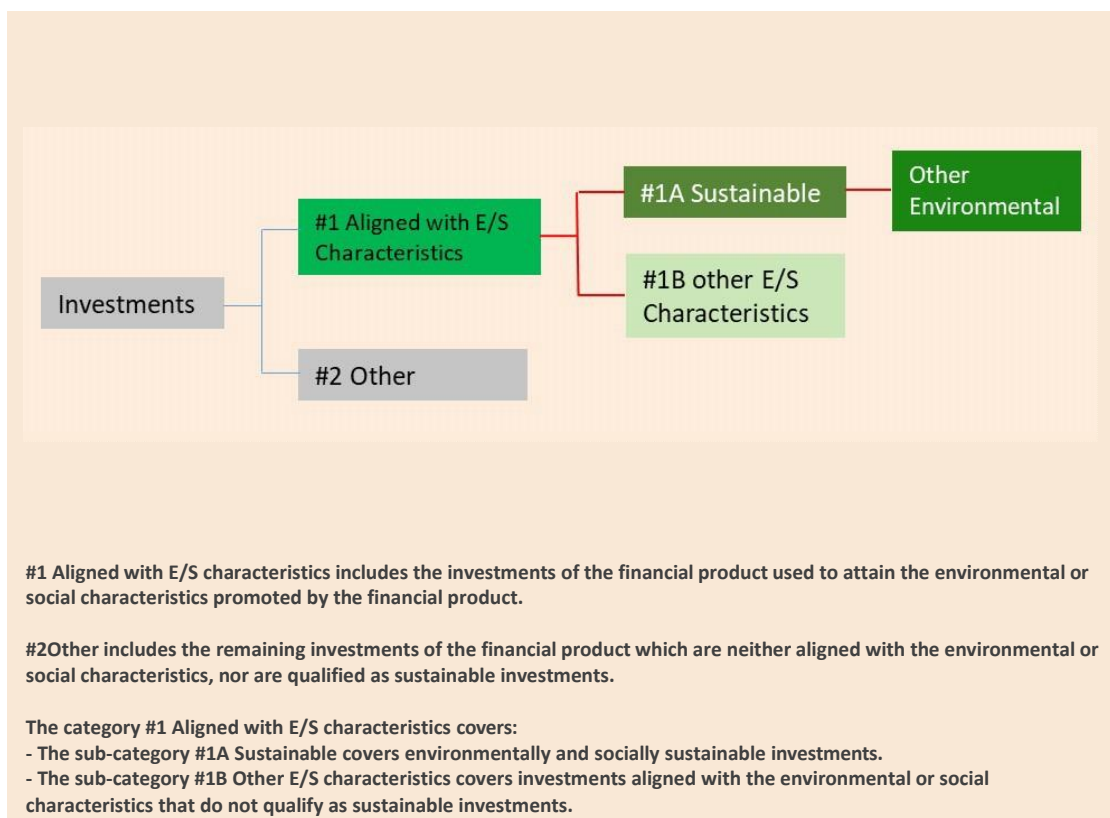 #1A Sustainable
Other
Environmental
#1 Aligned with E/S
Characteristics
#1B other E/S
Characteristics
Investments
#2 Other
#1 Aligned with E/S characteristics includes the investments of the financial product used to attain the environmental or
social characteristics promoted by the financial product.
#2Other includes the remaining investments of the financial product which are neither aligned with the environmental or
social characteristics, nor are qualified as sustainable investments.
The category #1 Aligned with E/S characteristics covers:
- The sub-category #1A Sustainable covers environmentally and socially sustainable investments.
- The sub-category #1B Other E/S characteristics covers investments aligned with the environmental or social
characteristics that do not qualify as sustainable investments.